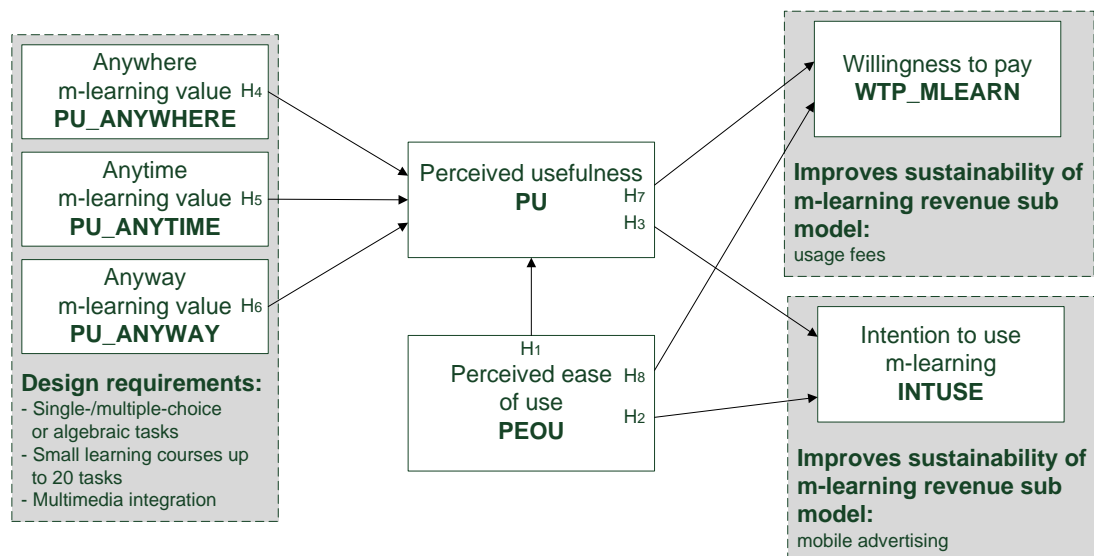 Anywhere
m-learning value H4
PU_ANYWHERE
Anytime
m-learning value H5
PU_ANYTIME
Anyway
m-learning value H6
PU_ANYWAY
Design requirements:
- Single-/multiple-choice
or algebraic tasks
- Small learning courses up
to 20 tasks
- Multimedia integration
Perceived usefulness
PU
H7
H3
H1
Perceived ease
of use
PEOU
H8
H2
Willingness to pay
WTP_MLEARN
Improves sustainability of
m-learning revenue sub
model:
usage fees
Intention to use
m-learning
INTUSE
Improves sustainability of
m-learning revenue sub
model:
mobile advertising